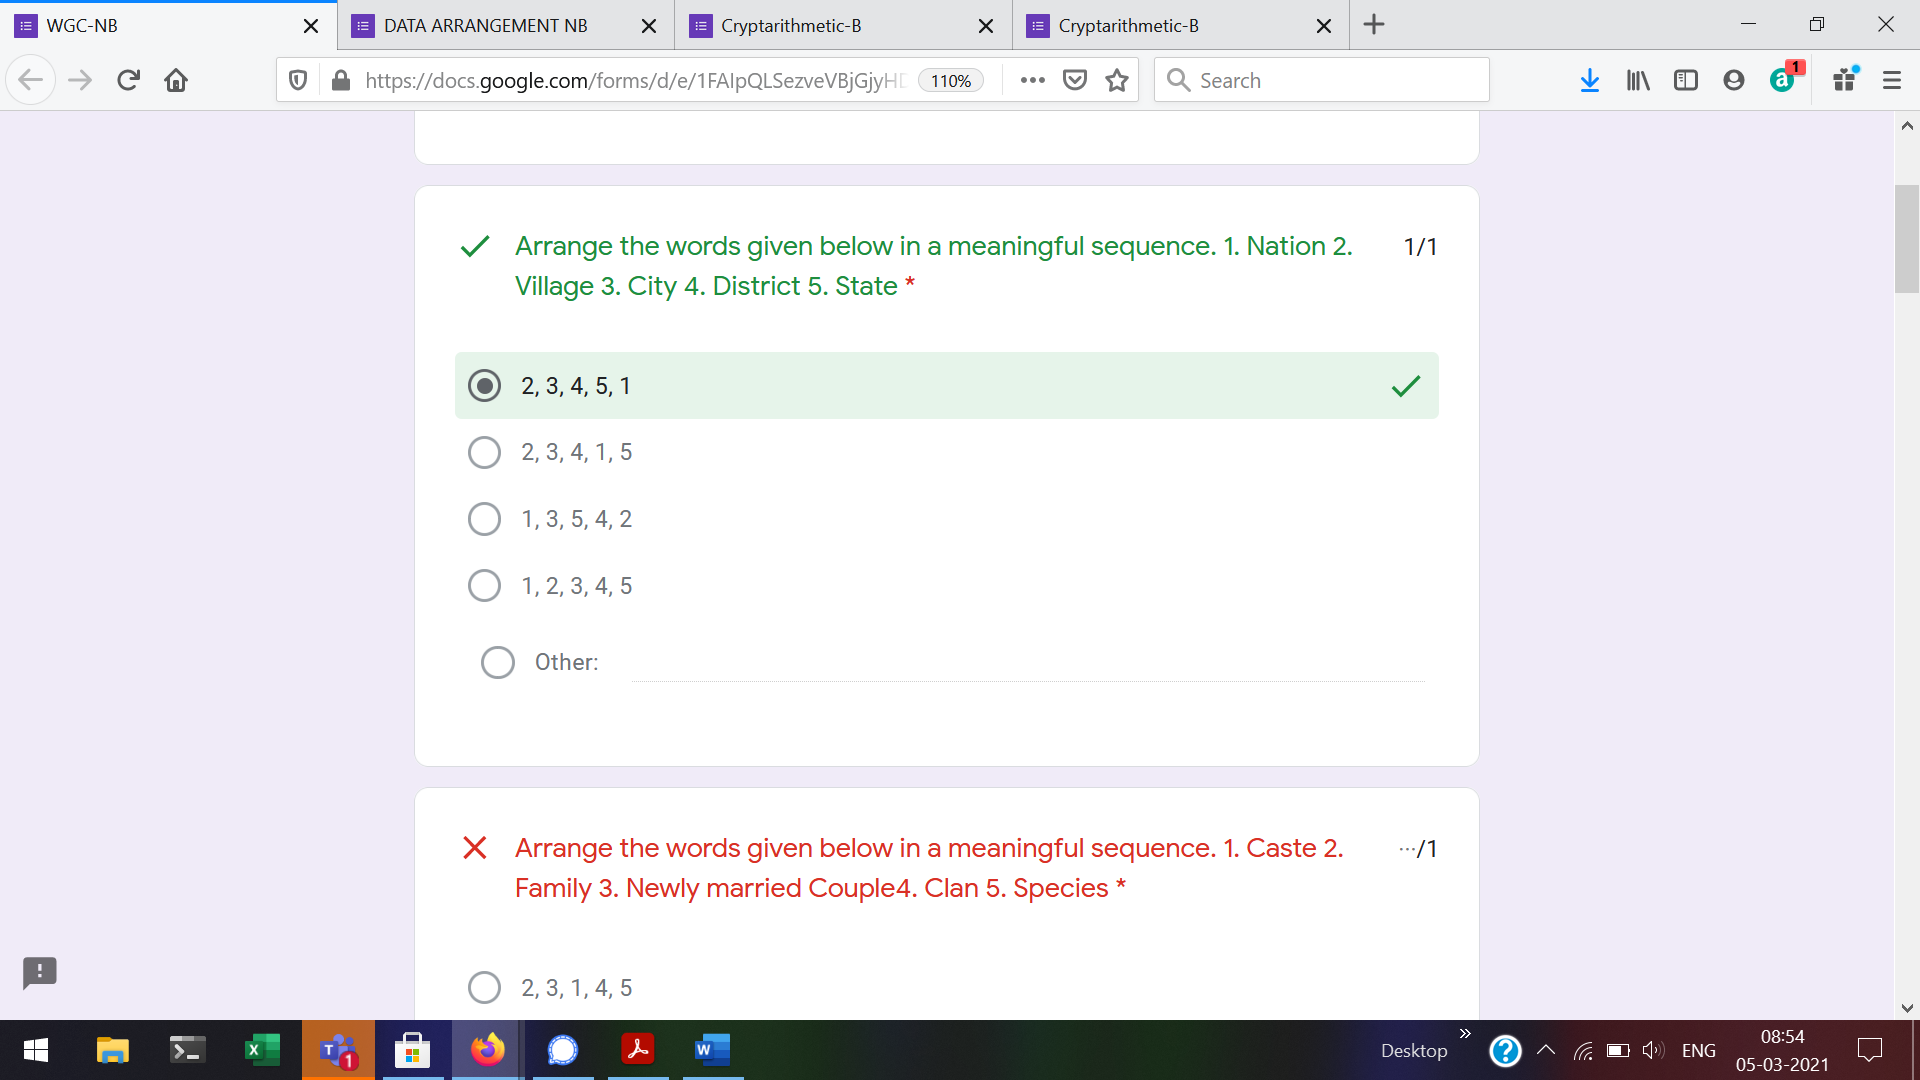 WGC-NB
DATA ARRANGEMENT NB
Cryptarithmetic-B
Cryptarithmetic-B
https://docs.google.com/forms/d/e/1FAIpQLSezveVBjGjyH
110%
Search
1
Arrange the words given below in a meaningful sequence. 1. Nation 2.
Village 3. City 4. District 5. State *
1/1
2, 3, 4, 5, 1
2, 3, 4, 1, 5
1, 3, 5, 4, 2
1, 2, 3, 4, 5
Other:
Arrange the words given below in a meaningful sequence. 1. Caste 2.
Family 3. Newly married Couple4. Clan 5. Species *
···/1
2, 3, 1, 4, 5
Desktop
ENG
08:54
05-03-2021